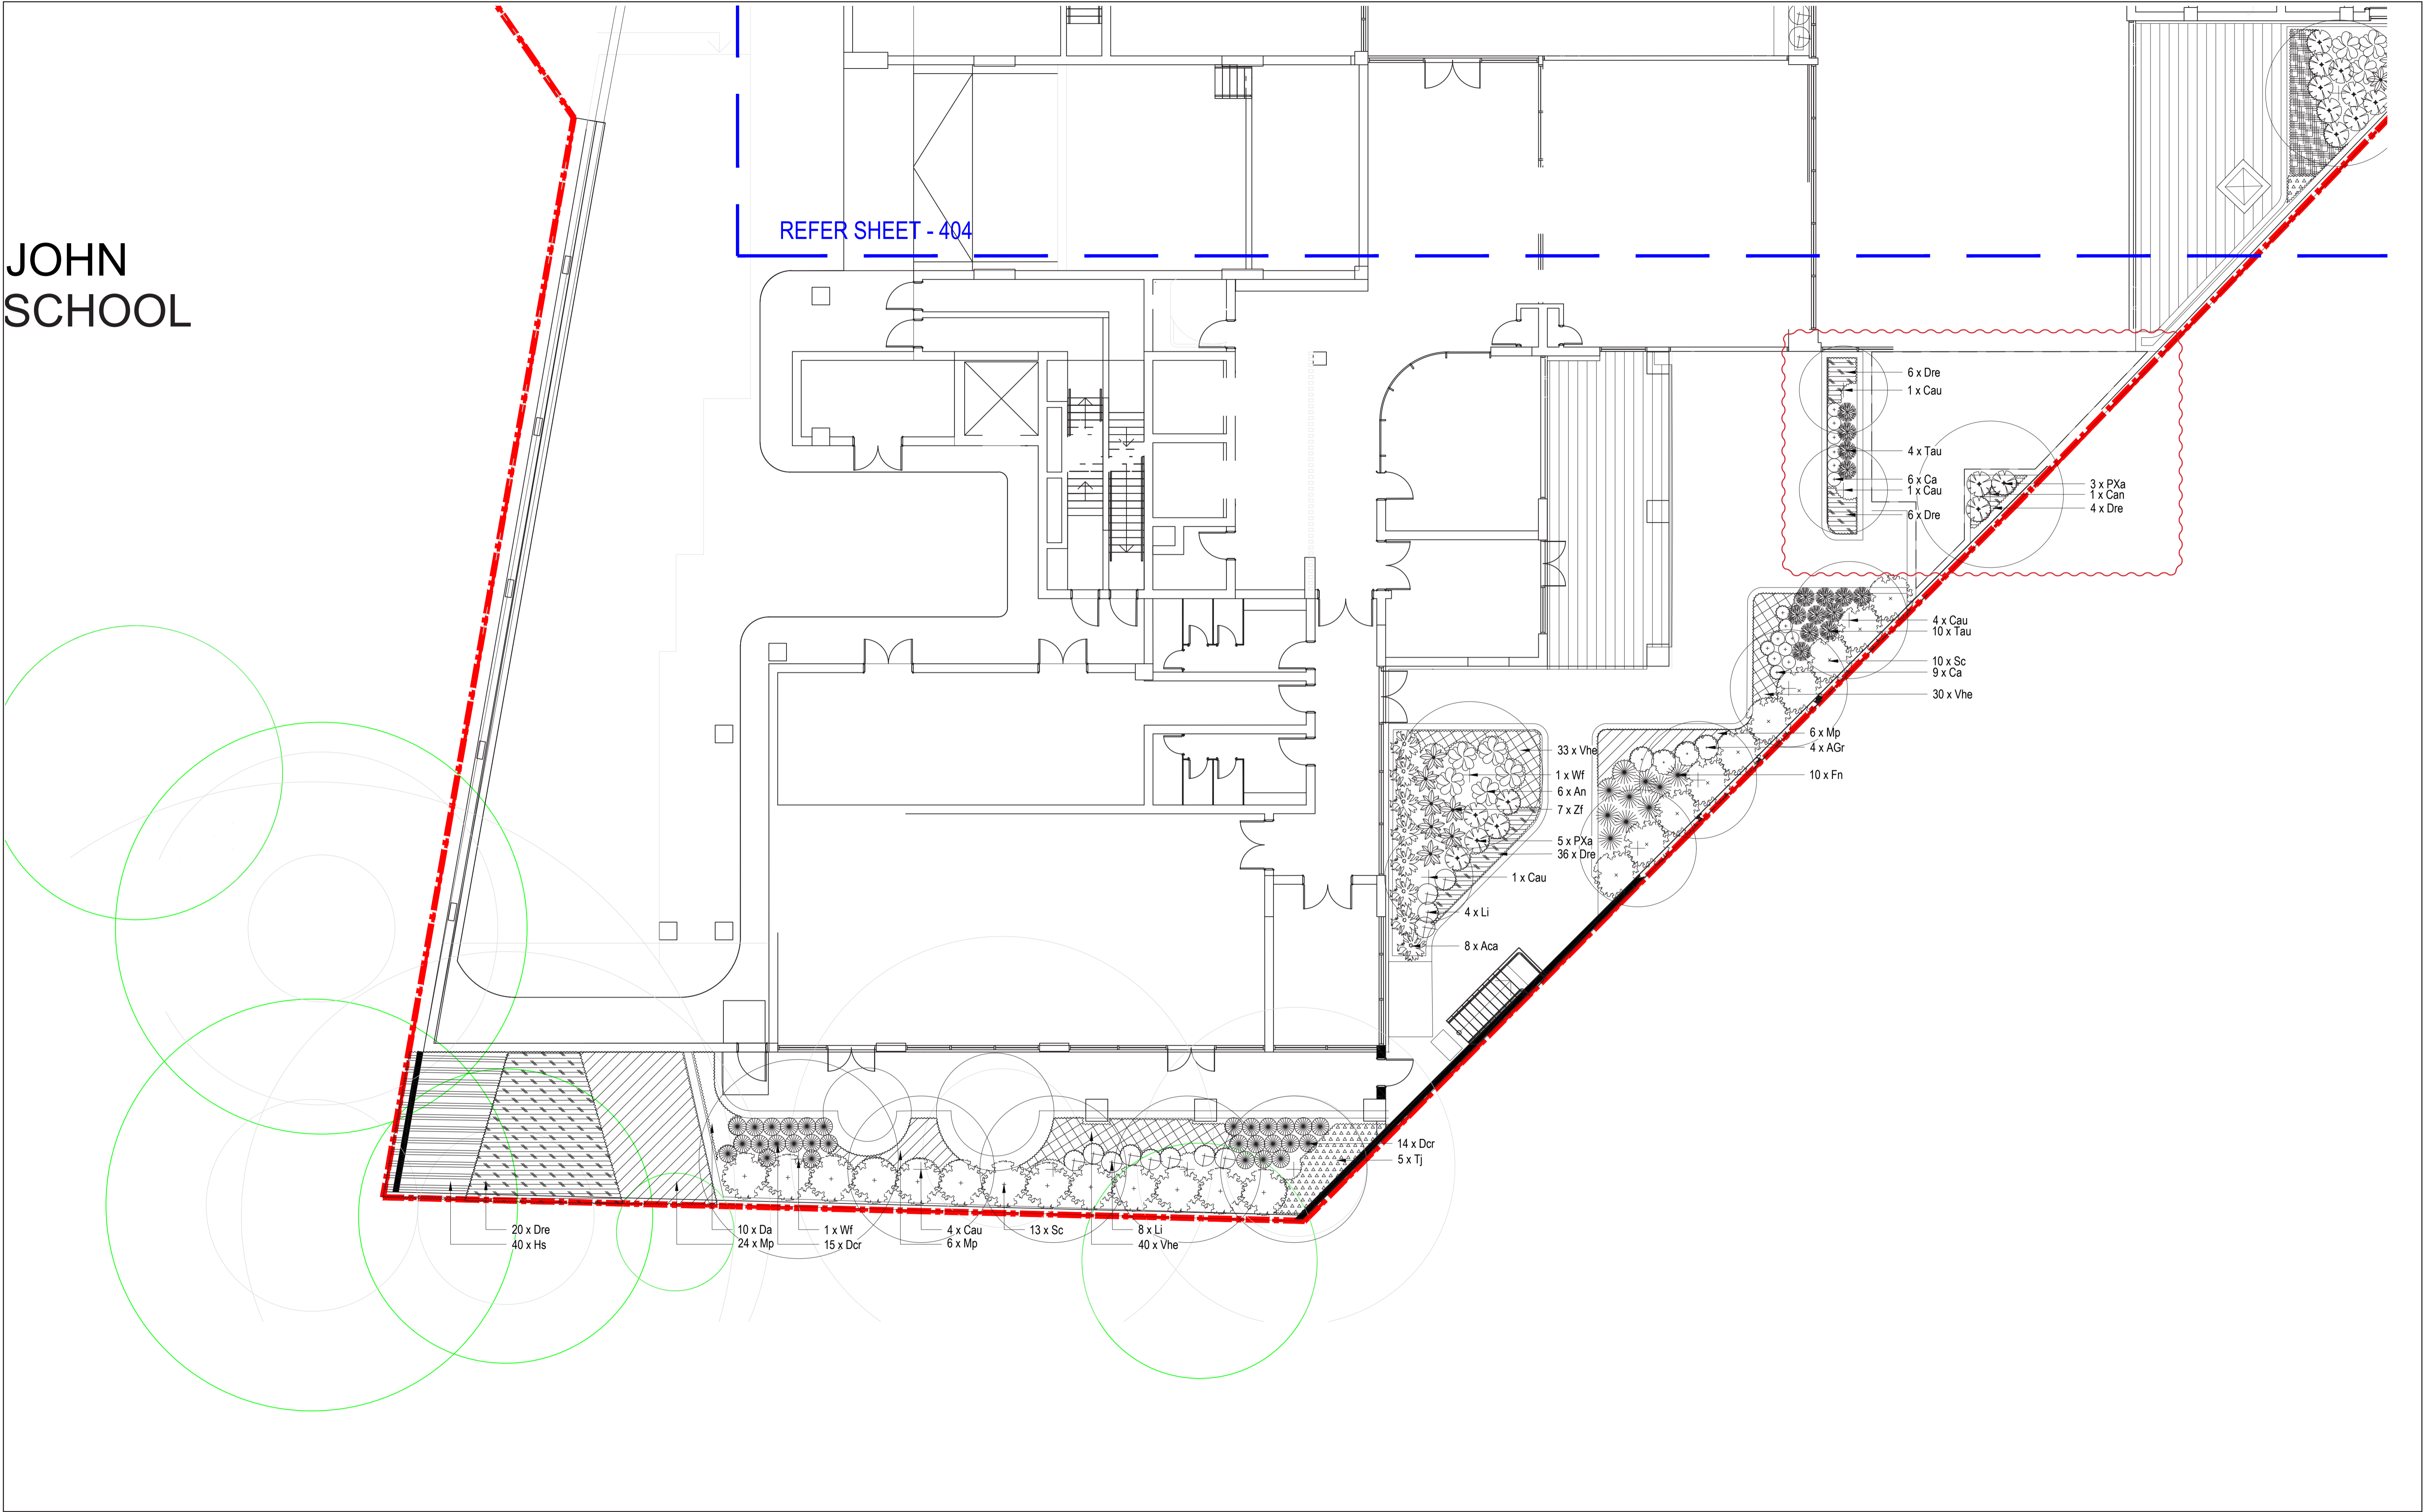 REFER SHEET - 404
JOHN
SCHOOL
6 x Dre
1 x Cau
4 x Tau
6 x Ca
1 x Cau
6 x Dre
3 x PXa
1 x Can
4 x Dre
4 x Cau
10 x Tau
10 x Sc
9 x Ca
30 x Vhe
6 x Mp
4 x AGr
10 x Fn
33 x Vhe
1 x Wf
6 x An
7 x Zf
5 x PXa
36 x Dre
1 x Cau
4 x Li
8 x Aca
14 x Dcr
5 x Tj
20 x Dre
40 x Hs
10 x Da
24 x Mp
1 x Wf
15 x Dcr
4 x Cau
6 x Mp
13 x Sc
8 x Li
40 x Vhe